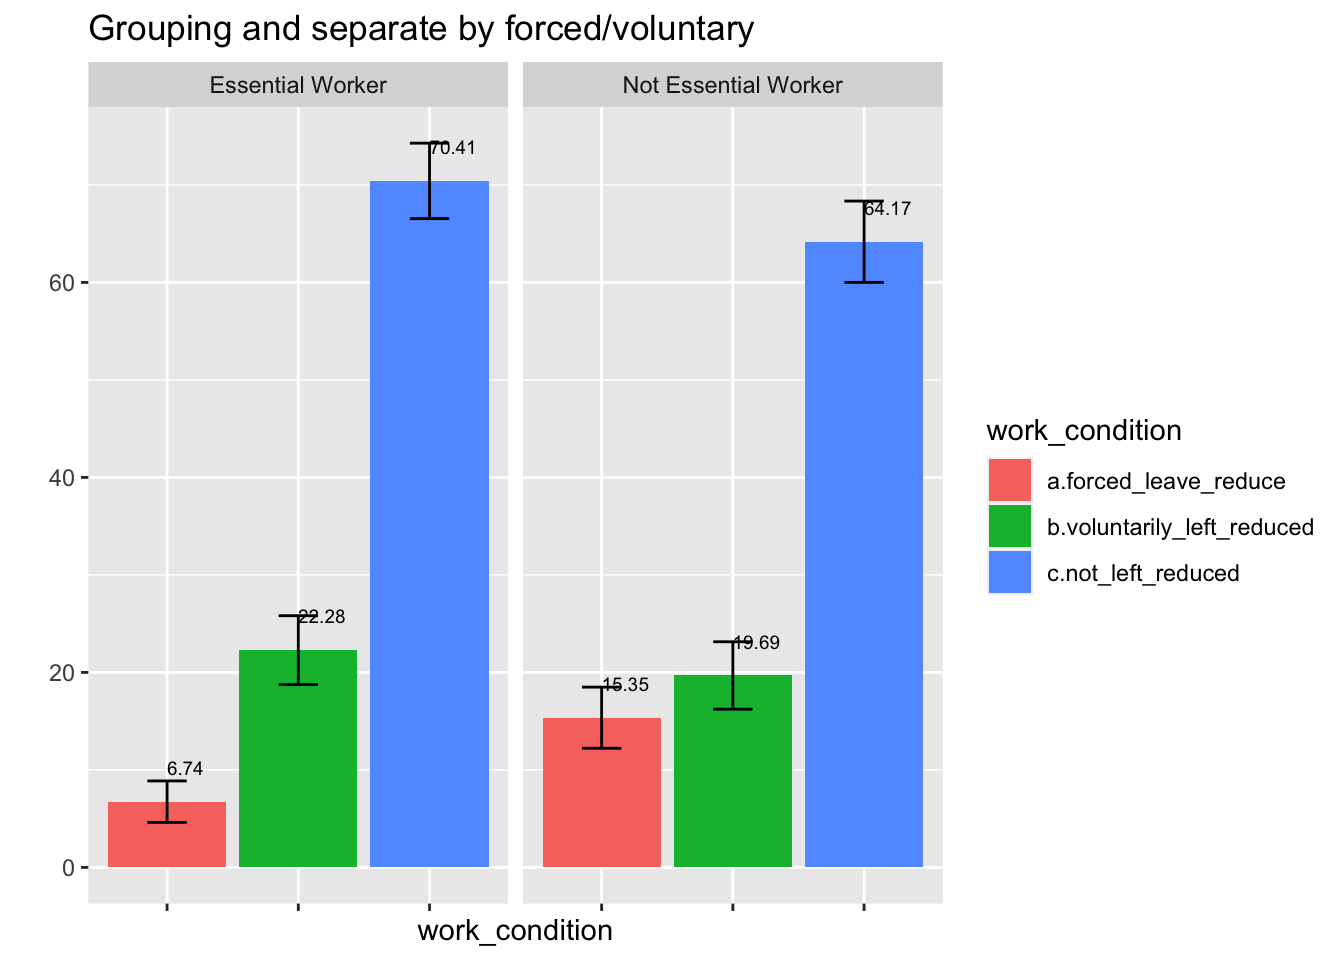 Grouping and separate by forced/voluntary
Essential Worker
Not Essential Worker
70.41
64.17
60
40
22.28
19.69
20
15.35
6.74
0
work_condition
work_condition
a.forced_leave_reduce
b.voluntarily_left_reduced
c.not_left_reduced